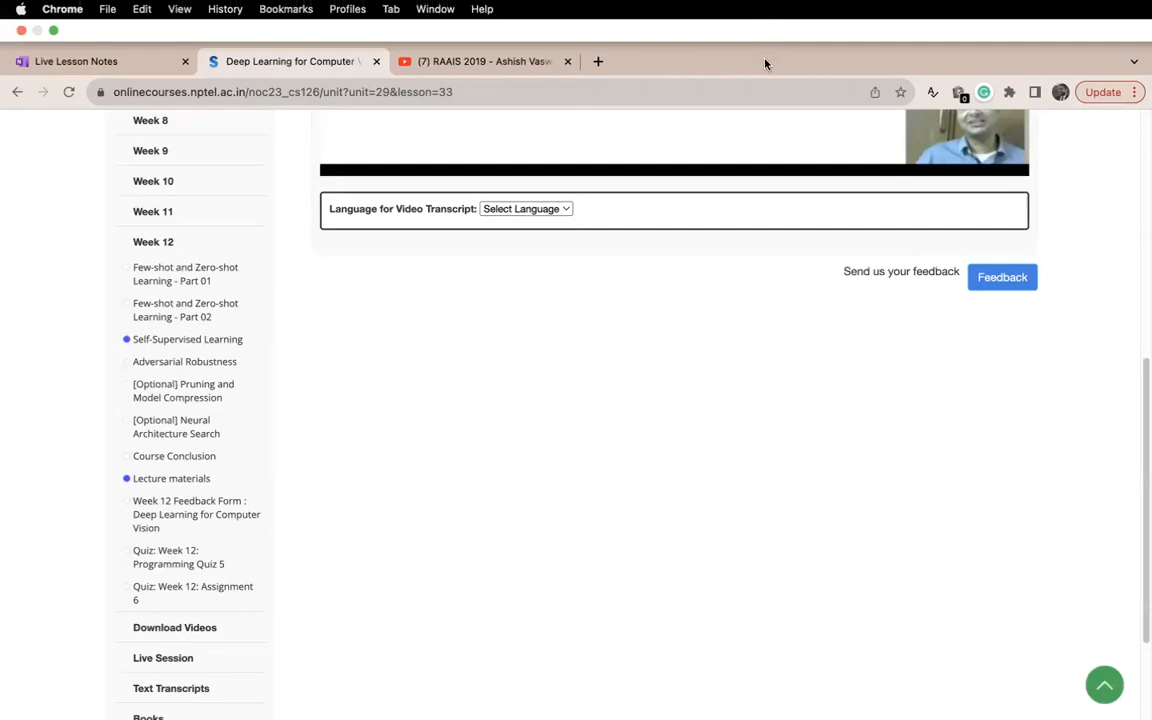 Chrome File Edit View History Bookmarks Profiles Tab Window Help
Live Lesson Notes Deep Learning for Computer (7) RAAIS 2019 - Ashish Vasw
onlinecourses.nptel.ac.in/noc23_cs126/unit?unit=29&lesson=33 0 Update
Week 8
Week 9
Week 10
Week 11
Week 12
Few-shot and Zero-shot
Learning - Part 01
Few-shot and Zero-shot
Learning - Part 02
Self-Supervised Learning
Adversarial Robustness
[Optional] Pruning and
Model Compression
[Optional] Neural
Architecture Search
Course Conclusion
Lecture materials
Week 12 Feedback Form :
Deep Learning for Computer
Vision
Quiz: Week 12:
Programming Quiz 5
Quiz: Week 12: Assignment
6
Download Videos
Live Session
Text Transcripts
Books
Language for Video Transcript: Select Language
Send us your feedback Feedback